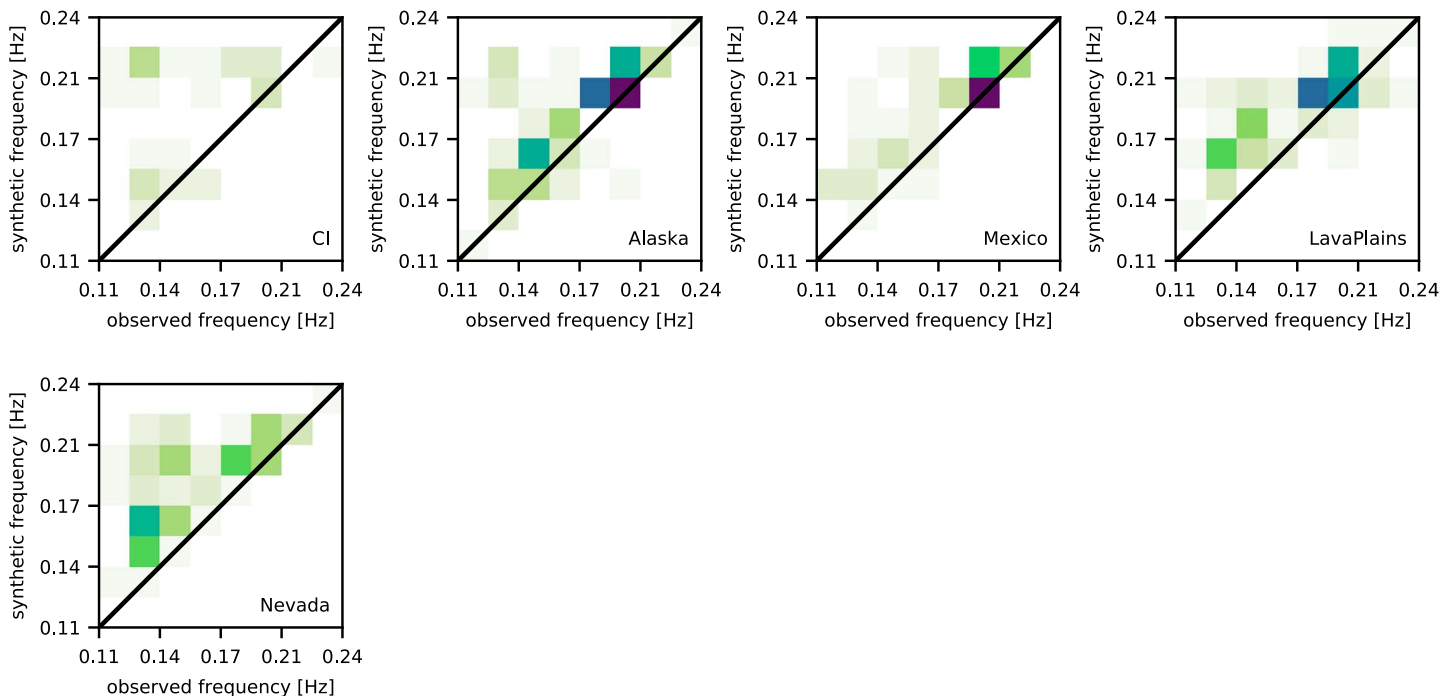 0.24
0.21
0.17
0.14
0.11
synthetic frequency [Hz]
CI
0.11 0.14 0.17 0.21 0.24
observed frequency [Hz]
0.24
0.21
0.17
0.14
0.11
synthetic frequency [Hz]
Alaska
0.11 0.14 0.17 0.21 0.24
observed frequency [Hz]
0.24
0.21
0.17
0.14
0.11
synthetic frequency [Hz]
Mexico
0.11 0.14 0.17 0.21 0.24
observed frequency [Hz]
0.24
0.21
0.17
0.14
0.11
synthetic frequency [Hz]
LavaPlains
0.11 0.14 0.17 0.21 0.24
observed frequency [Hz]
0.24
0.21
0.17
0.14
0.11
synthetic frequency [Hz]
Nevada
0.11 0.14 0.17 0.21 0.24
observed frequency [Hz]